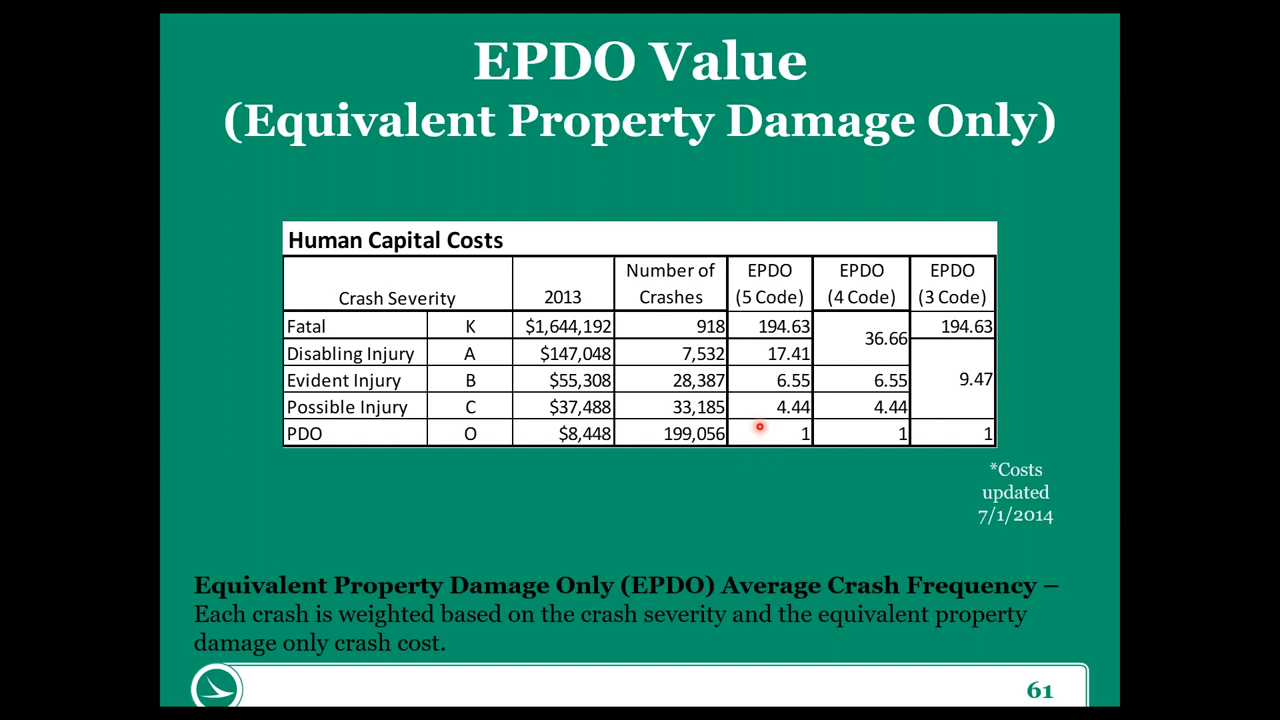 EPDO Value
(Equivalent Property Damage Only)
Human Capital Costs
Crash Severity 2013 Number of Crashes EPDO (5 Code) EPDO (4 Code) EPDO (3 Code)
Fatal K $1,644,192 918 194.63 36.66 194.63
Disabling Injury A $147,048 7,532 17.41
Evident Injury B $55,308 28,387 6.55 6.55 9.47
Possible Injury C $37,488 33,185 4.44 4.44
PDO O $8,448 199,056 1 1 1
*Costs
updated
7/1/2014
Equivalent Property Damage Only (EPDO) Average Crash Frequency –
Each crash is weighted based on the crash severity and the equivalent property
damage only crash cost.
61